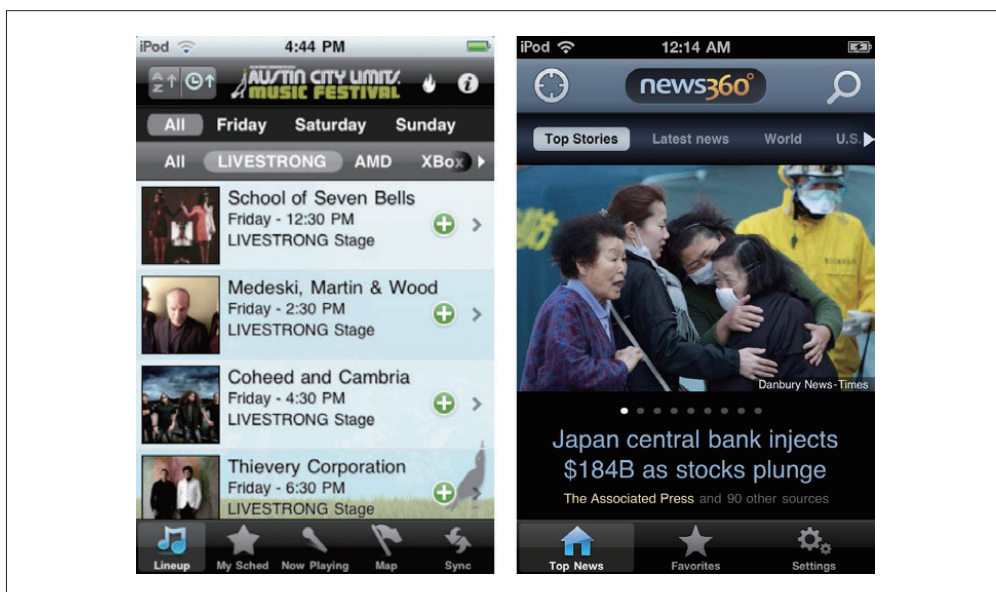 iPod 4:44 PM
A Z
AUSTIN CITY LIMITS
MUSIC FESTIVAL
All Friday Saturday Sunday
All LIVESTRONG AMD XBox
School of Seven Bells
Friday - 12:30 PM
LIVESTRONG Stage
Medeski, Martin & Wood
Friday - 2:30 PM
LIVESTRONG Stage
Coheed and Cambria
Friday - 4:30 PM
LIVESTRONG Stage
Thievery Corporation
Friday - 6:30 PM
LIVESTRONG Stage
Lineup My Sched Now Playing Map Sync
iPod 12:14 AM
news360°
Top Stories Latest news World U.S.
Danbury News-Times
Japan central bank injects
$184B as stocks plunge
The Associated Press and 90 other sources
Top News Favorites Settings